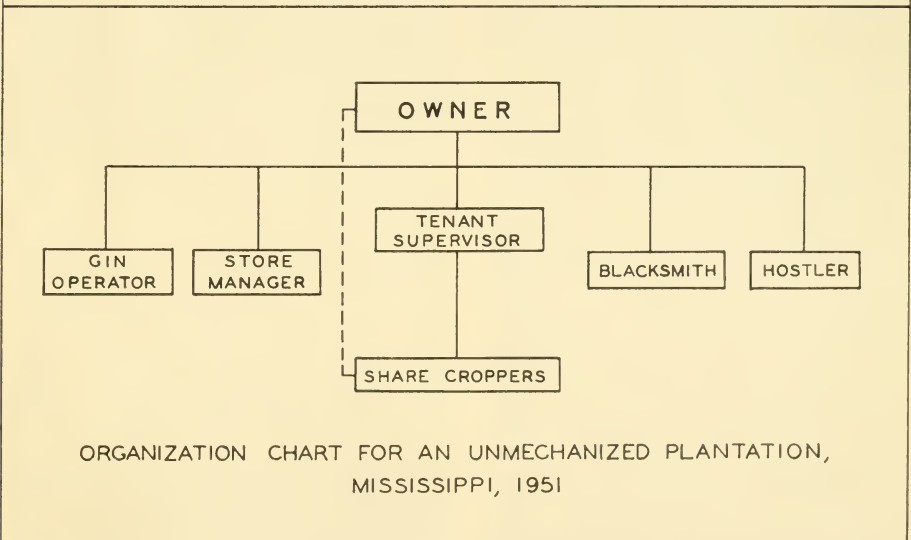 OWNER
TENANT
SUPERVISOR
GIN
OPERATOR
STORE
MANAGER
BLACKSMITH
HOSTLER
SHARE CROPPERS
ORGANIZATION CHART FOR AN UNMECHANIZED PLANTATION,
MISSISSIPPI, 1951